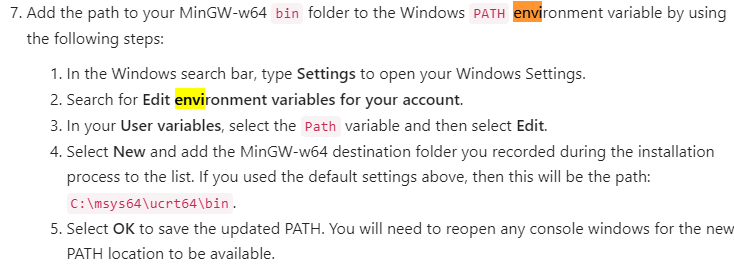 7. Add the path to your MinGW-w64 bin folder to the Windows PATH environment variable by using
the following steps:
1. In the Windows search bar, type Settings to open your Windows Settings.
2. Search for Edit environment variables for your account.
3. In your User variables, select the Path variable and then select Edit.
4. Select New and add the MinGW-w64 destination folder you recorded during the installation
process to the list. If you used the default settings above, then this will be the path:
C:\msys64\ucrt64\bin.
5. Select OK to save the updated PATH. You will need to reopen any console windows for the new
PATH location to be available.